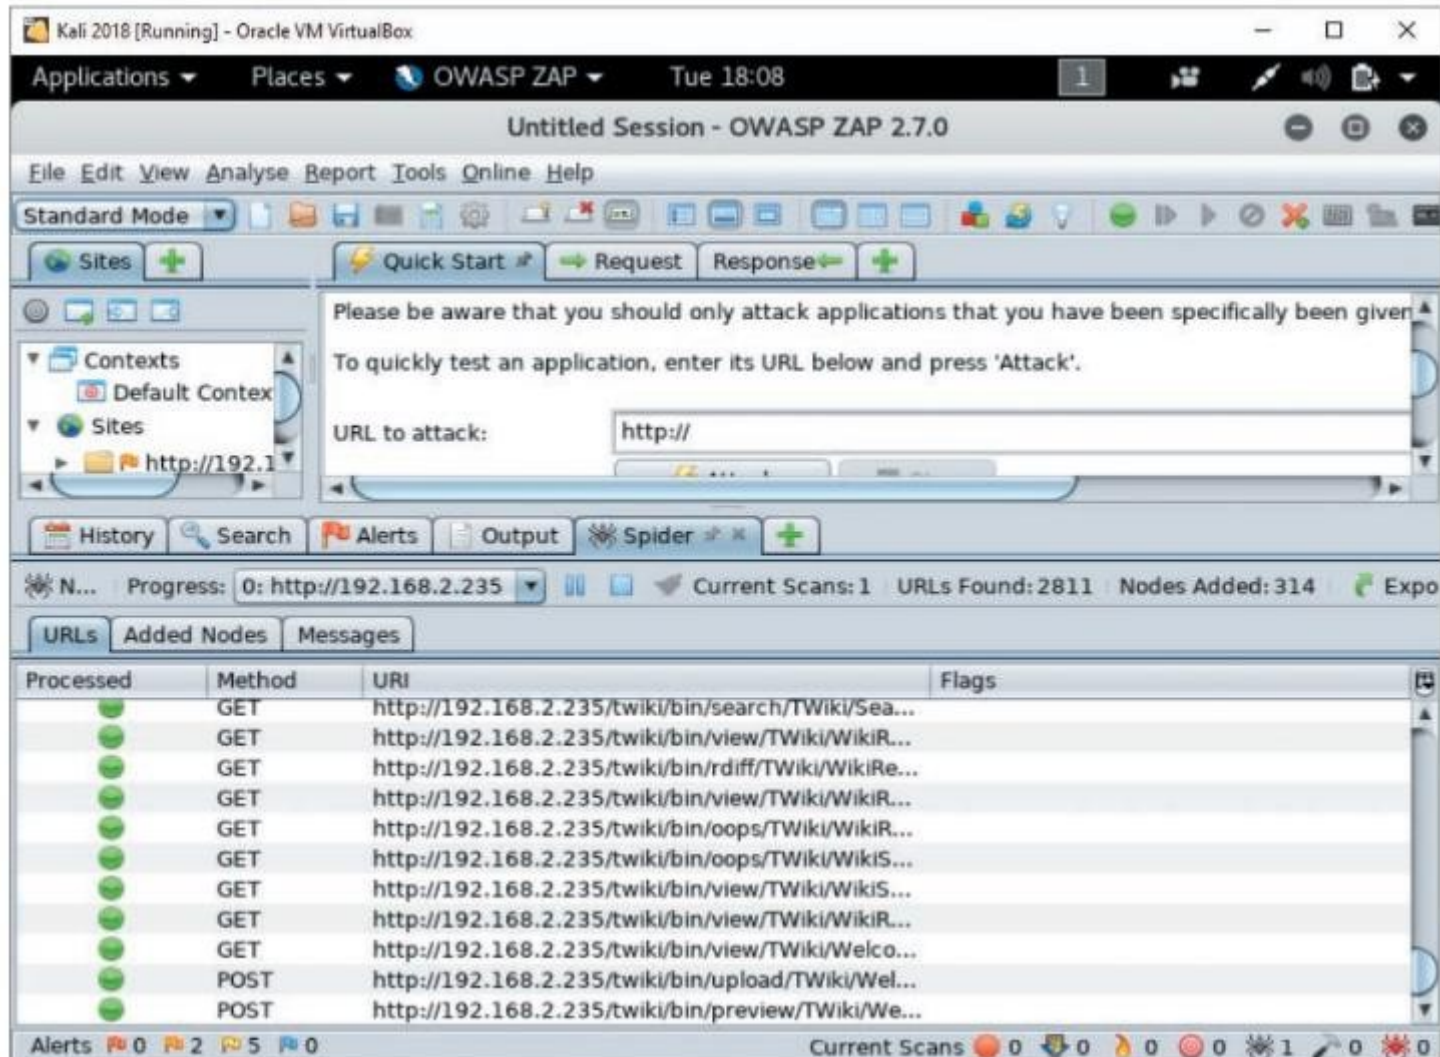 Kali 2018 [Running] - Oracle VM VirtualBox
Applications Places OWASP ZAP Tue 18:08 1
Untitled Session - OWASP ZAP 2.7.0
File Edit View Analyse Report Tools Online Help
Standard Mode
Sites Quick Start Request Response
Please be aware that you should only attack applications that you have been specifically been given
To quickly test an application, enter its URL below and press 'Attack'.
Contexts
Default Contex
Sites
http://192.1
URL to attack: http://
History Search Alerts Output Spider
N... Progress: 0: http://192.168.2.235 Current Scans: 1 URLs Found: 2811 Nodes Added: 314 Expo
URLs Added Nodes Messages
Processed Method URI Flags
GET http://192.168.2.235/twiki/bin/search/TWiki/Sea...
GET http://192.168.2.235/twiki/bin/view/TWiki/WikiR...
GET http://192.168.2.235/twiki/bin/rdiff/TWiki/WikiRe...
GET http://192.168.2.235/twiki/bin/view/TWiki/WikiR...
GET http://192.168.2.235/twiki/bin/oops/TWiki/WikiR...
GET http://192.168.2.235/twiki/bin/oops/TWiki/WikiS...
GET http://192.168.2.235/twiki/bin/view/TWiki/WikiS...
GET http://192.168.2.235/twiki/bin/view/TWiki/WikiR...
GET http://192.168.2.235/twiki/bin/view/TWiki/Welco...
POST http://192.168.2.235/twiki/bin/upload/TWiki/Wel...
POST http://192.168.2.235/twiki/bin/preview/TWiki/We...
Alerts 0 2 5 0 Current Scans 0 0 0 0 1 0 0